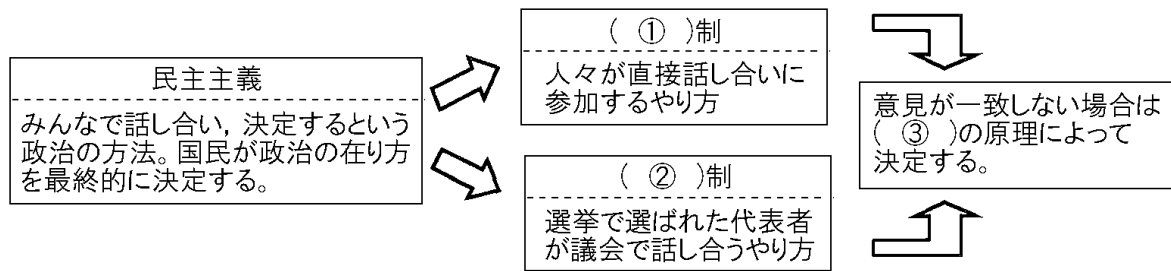 民主主義
みんなで話し合い，決定するという
政治の方法。国民が政治の在り方
を最終的に決定する。
（ ① ）制
人々が直接話し合いに
参加するやり方
（ ② ）制
選挙で選ばれた代表者
が議会で話し合うやり方
意見が一致しない場合は
（ ③ ）の原理によって
決定する。